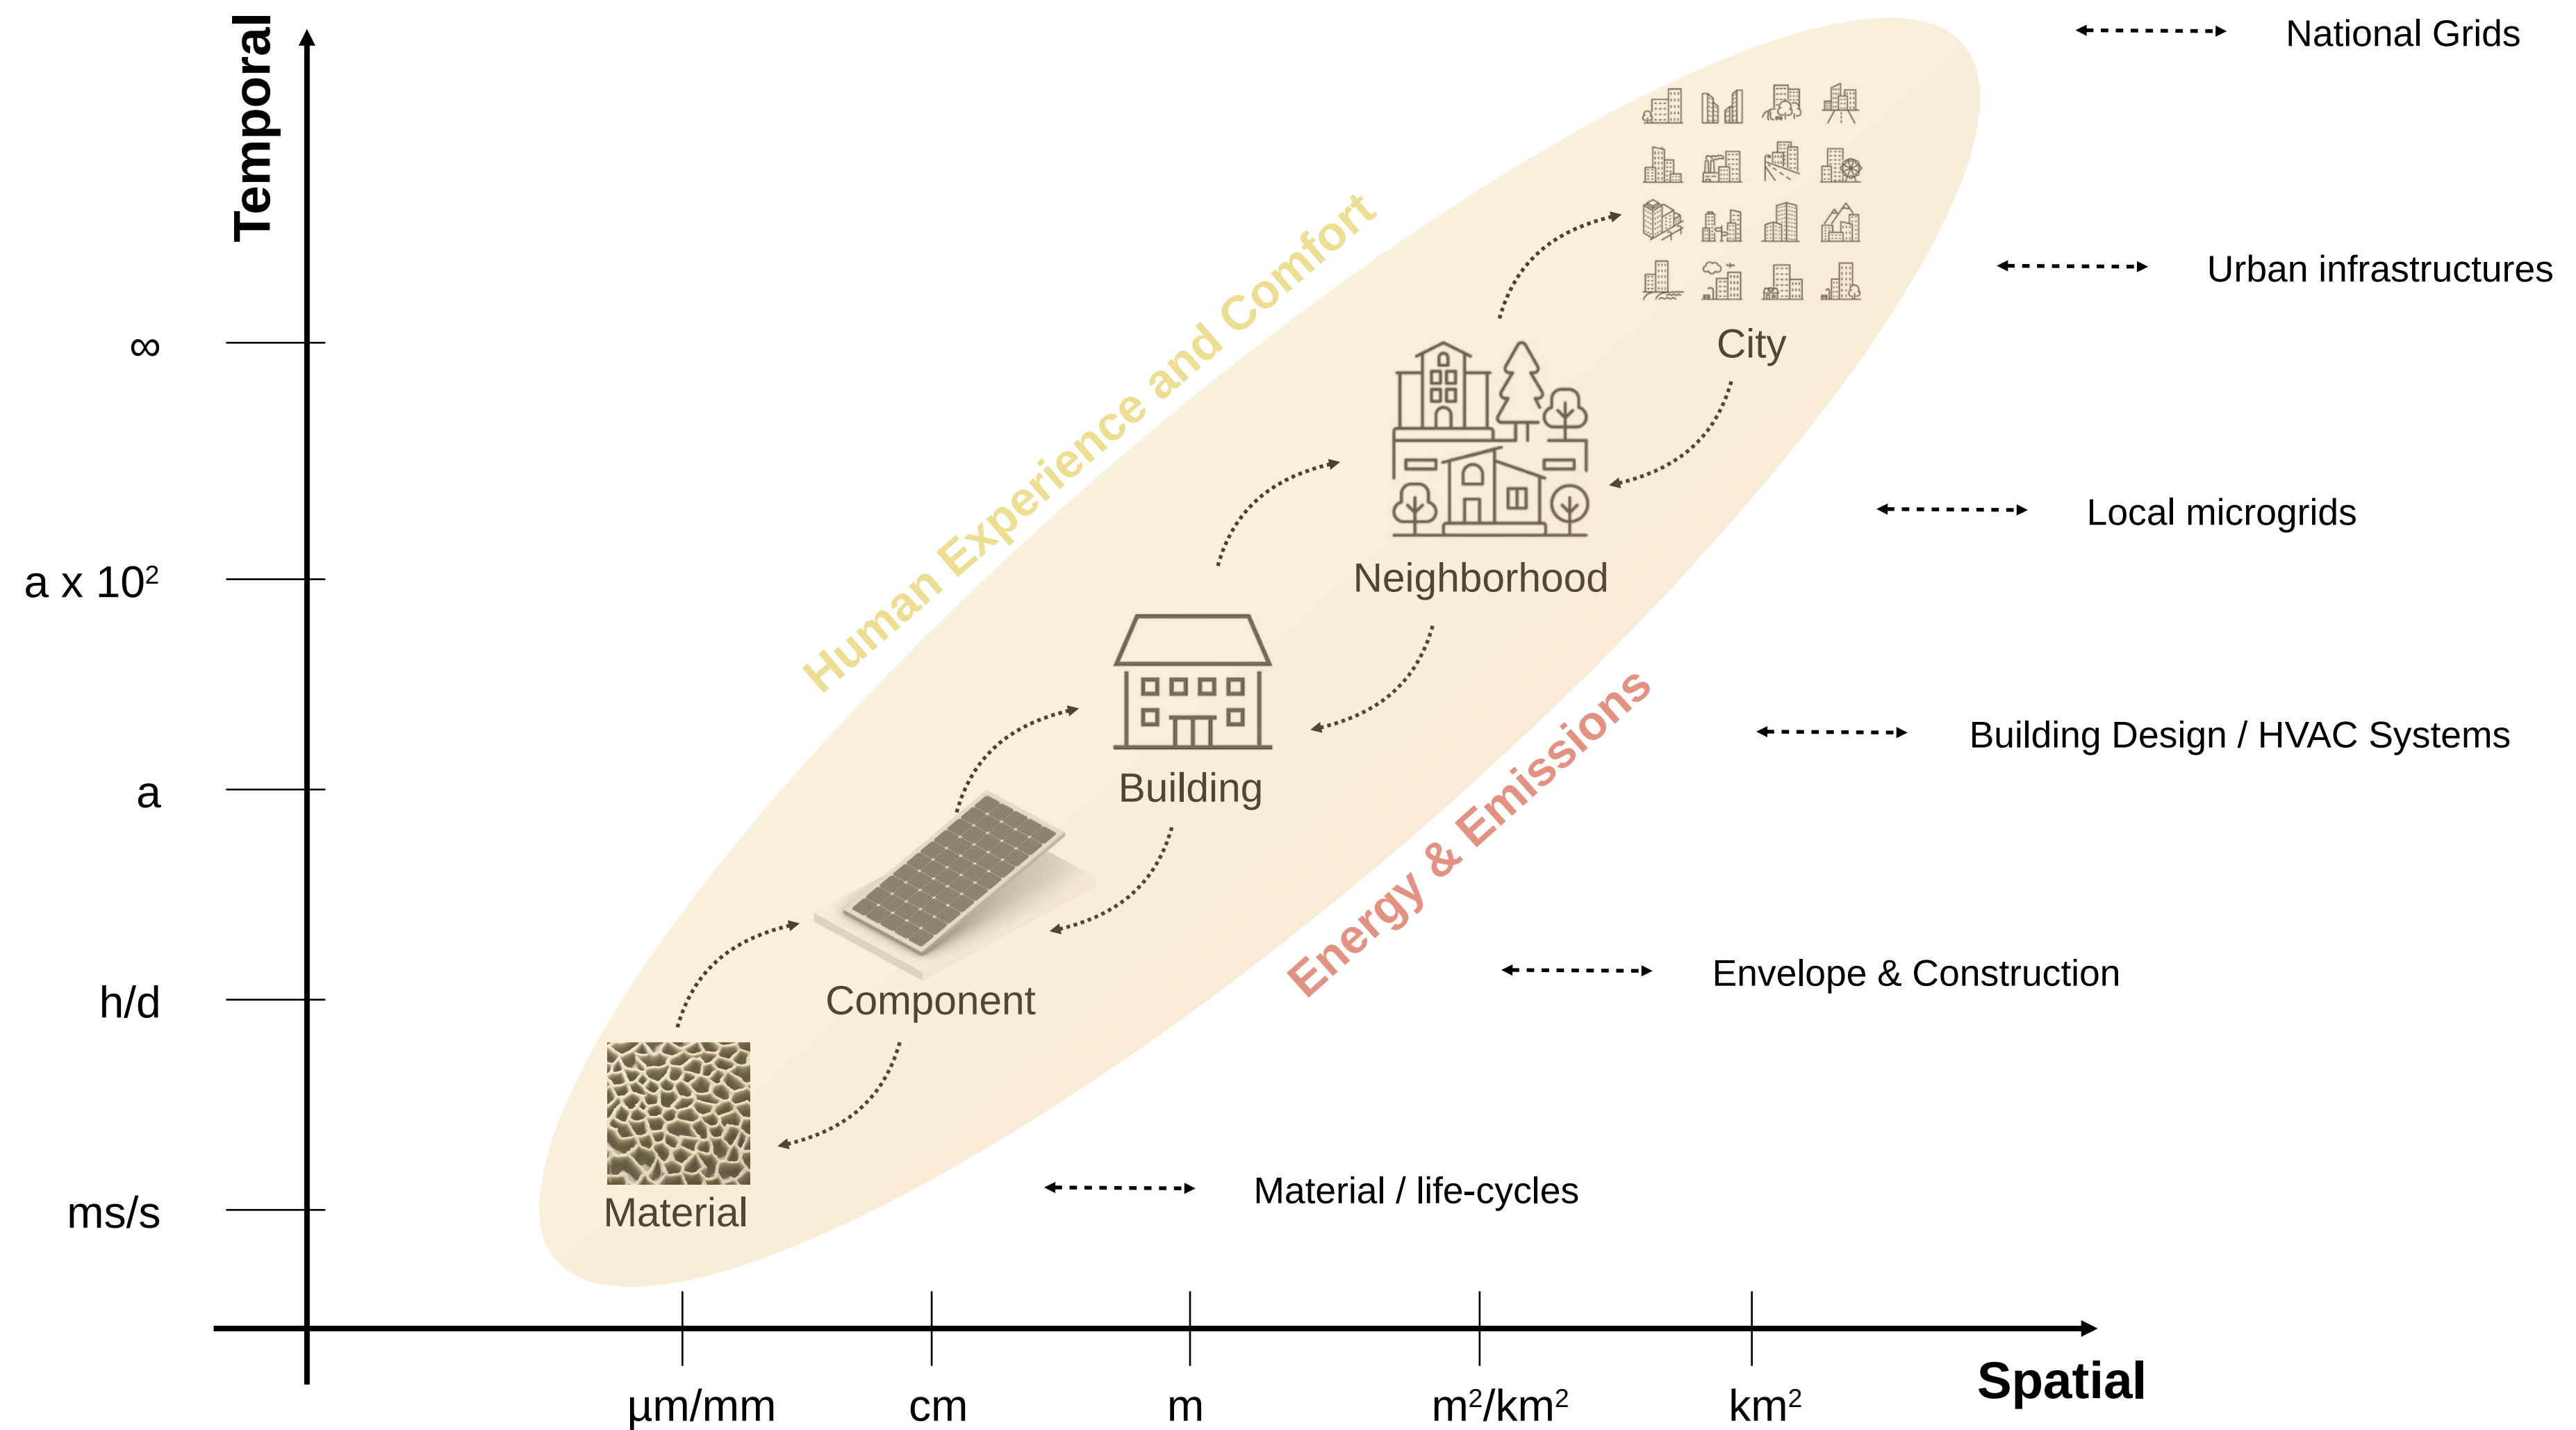 Temporal
National Grids
Urban infrastructures
Human Experience and Comfort
City
∞
Local microgrids
a x 10²
Neighborhood
Building Design / HVAC Systems
a
Building
Energy & Emissions
Envelope & Construction
h/d
Component
Material / life-cycles
ms/s
Material
Spatial
µm/mm
cm
m
m²/km²
km²